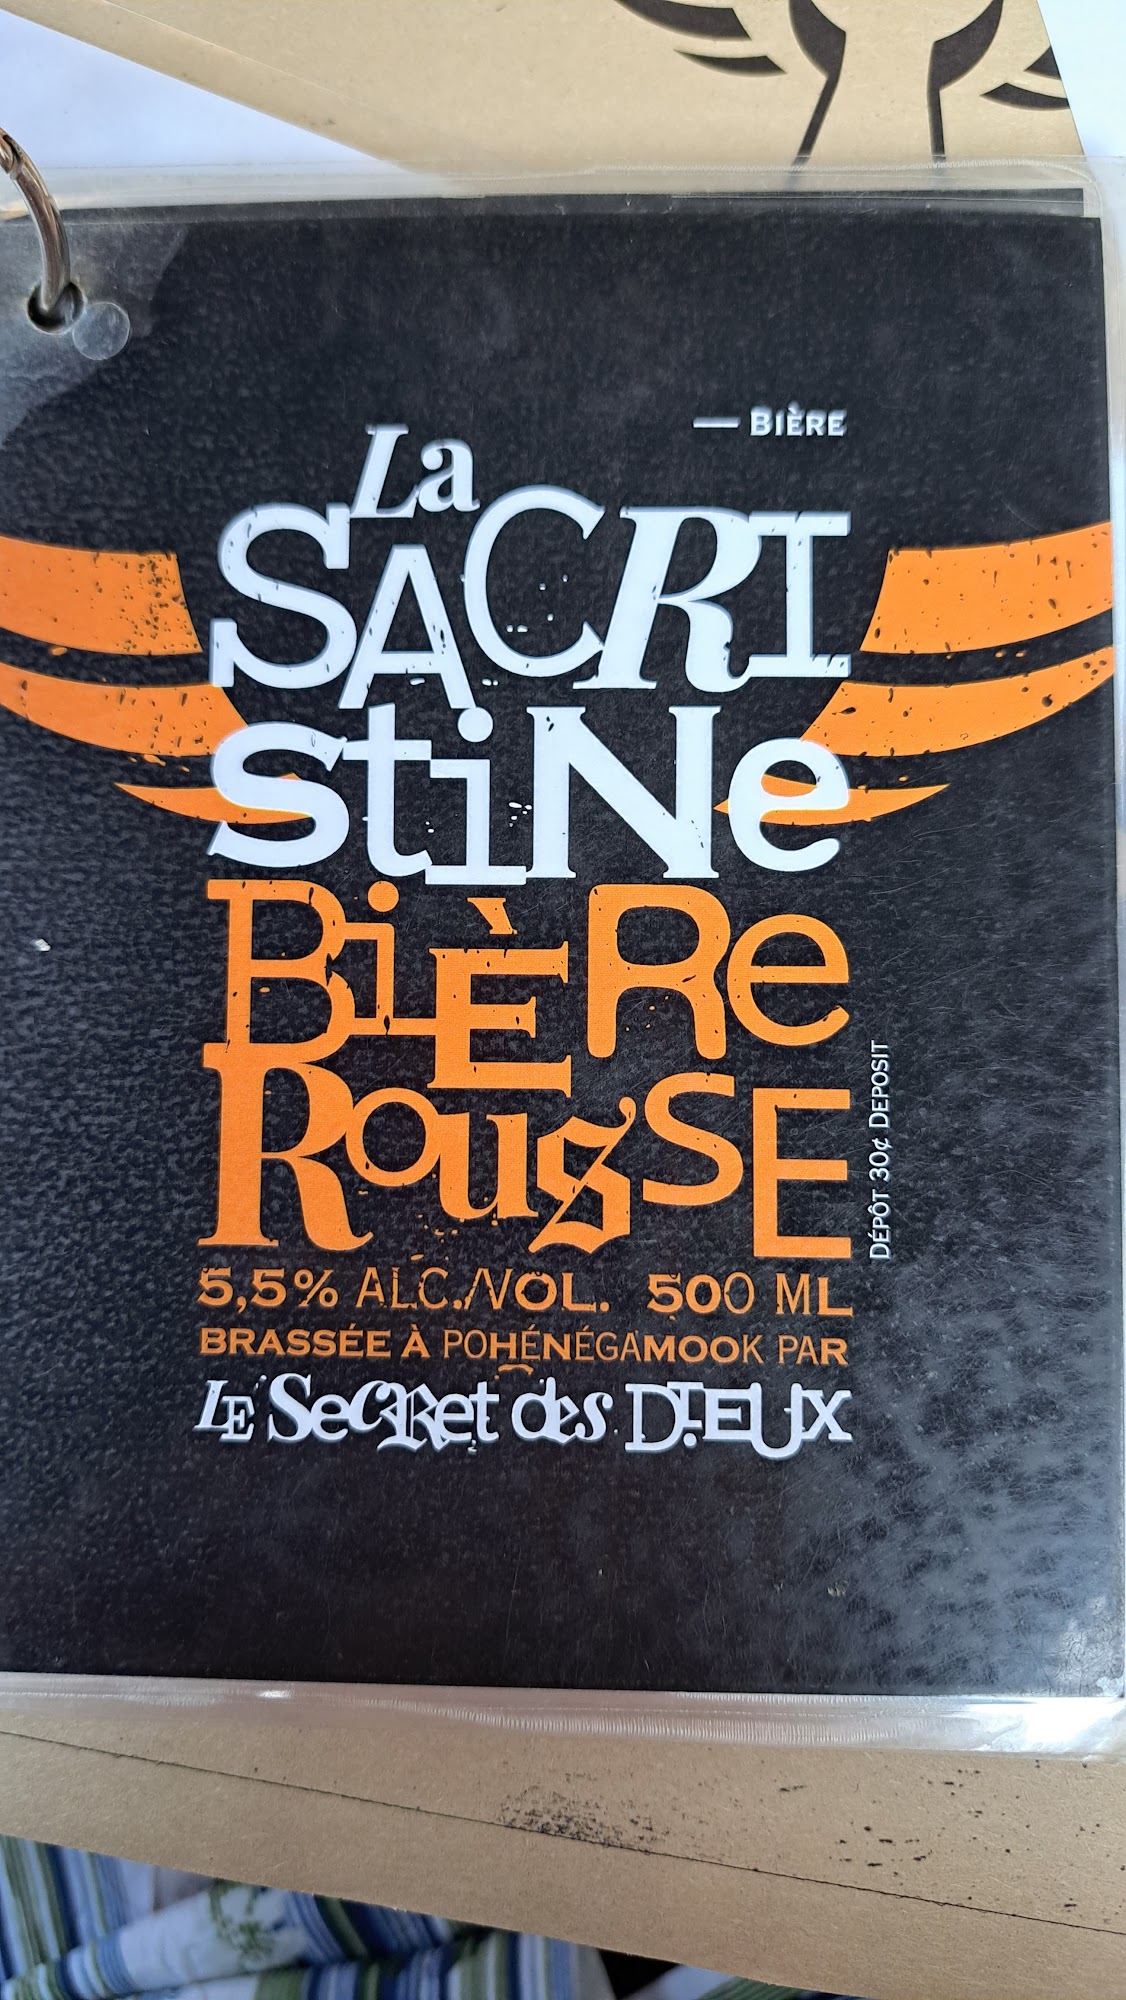 — BIÈRE
La
SACRI
stiNe
BiÈRe
RousSE
DÉPÔT 30¢ DEPOSIT
5,5% ALC./VOL. 500 ML
BRASSÉE À POHÉNÉGAMOOK PAR
LE SecRet des DIEUX